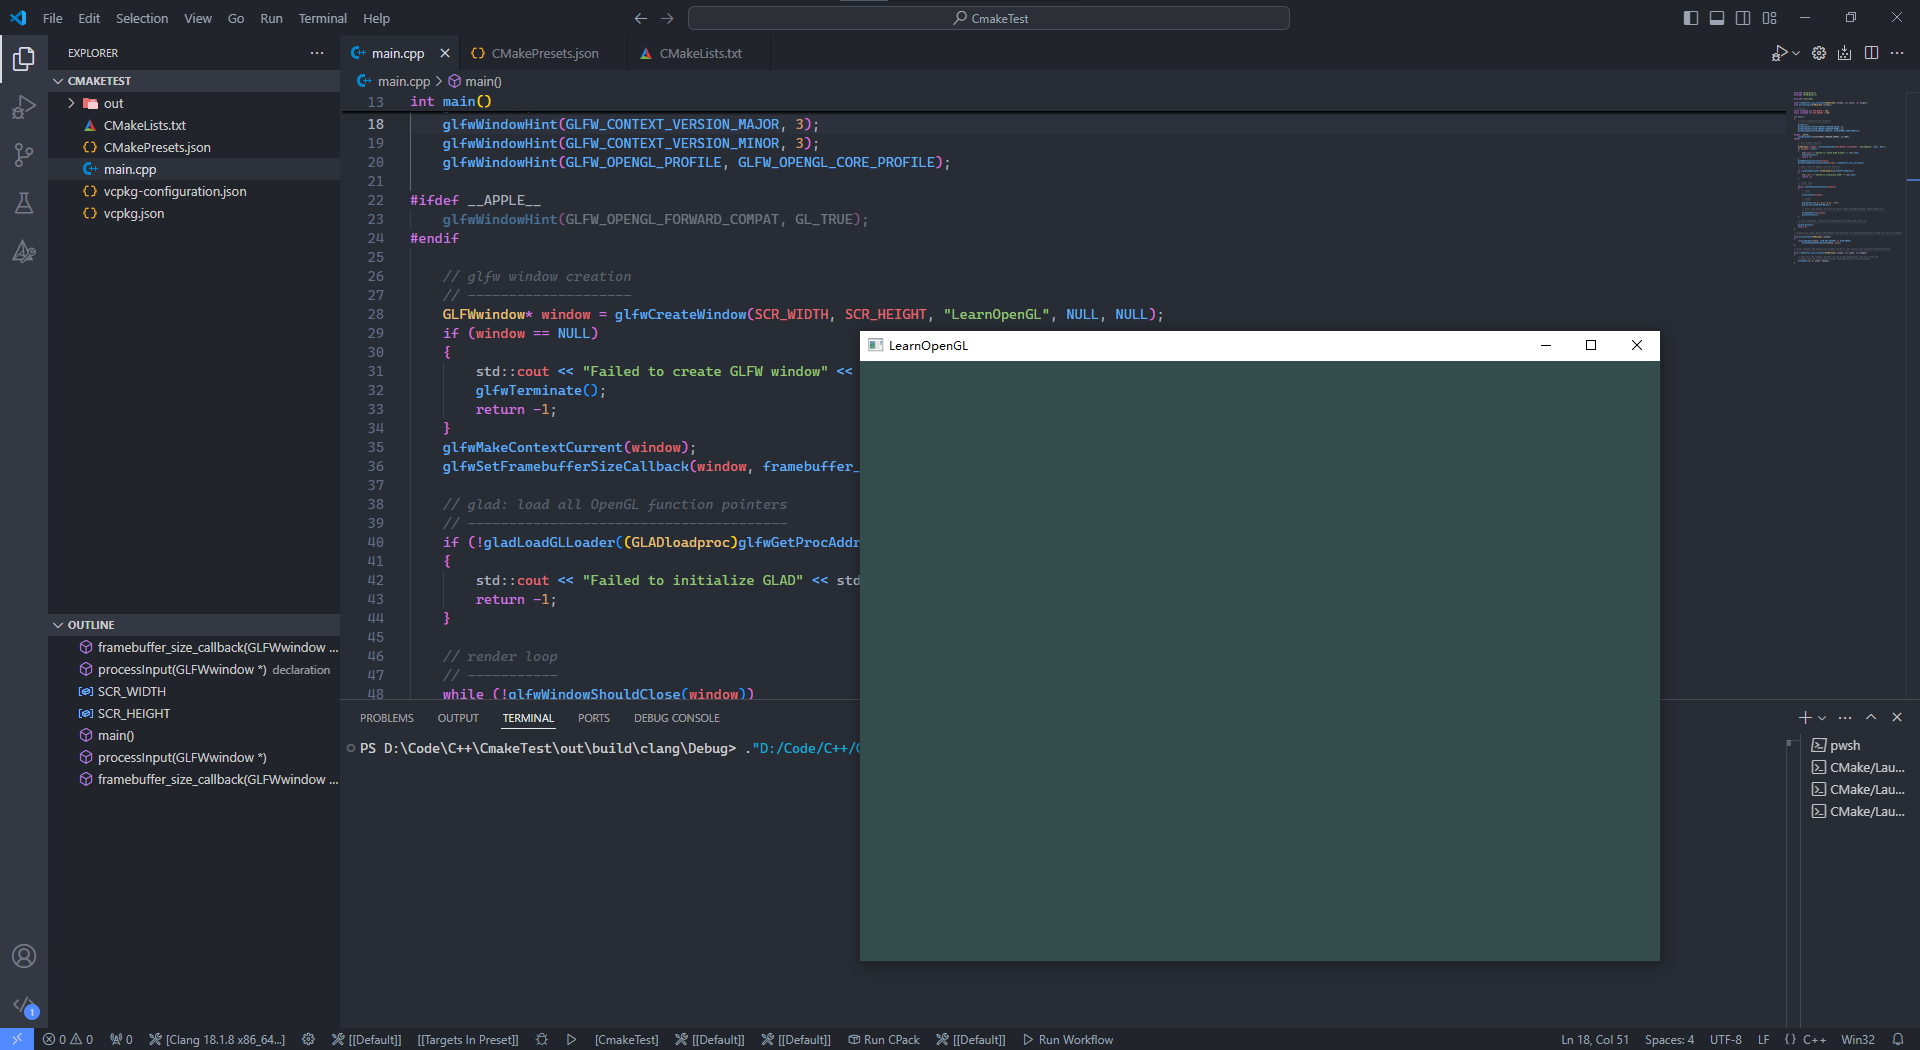 File Edit Selection View Go Run Terminal Help
CmakeTest
EXPLORER
CMAKETEST
out
CMakeLists.txt
CMakePresets.json
main.cpp
vcpkg-configuration.json
vcpkg.json
OUTLINE
framebuffer_size_callback(GLFWwindow ...
processInput(GLFWwindow *) declaration
SCR_WIDTH
SCR_HEIGHT
main()
processInput(GLFWwindow *)
framebuffer_size_callback(GLFWwindow ...
main.cpp CMakePresets.json CMakeLists.txt
main.cpp > main()
13 int main()
18 glfwWindowHint(GLFW_CONTEXT_VERSION_MAJOR, 3);
19 glfwWindowHint(GLFW_CONTEXT_VERSION_MINOR, 3);
20 glfwWindowHint(GLFW_OPENGL_PROFILE, GLFW_OPENGL_CORE_PROFILE);
21
22 #ifdef __APPLE__
23 glfwWindowHint(GLFW_OPENGL_FORWARD_COMPAT, GL_TRUE);
24 #endif
25
26 // glfw window creation
27 // --------------------
28 GLFWwindow* window = glfwCreateWindow(SCR_WIDTH, SCR_HEIGHT, "LearnOpenGL", NULL, NULL);
29 if (window == NULL)
30 {
31 std::cout << "Failed to create GLFW window" <<
32 glfwTerminate();
33 return -1;
34 }
35 glfwMakeContextCurrent(window);
36 glfwSetFramebufferSizeCallback(window, framebuffer_
37
38 // glad: load all OpenGL function pointers
39 // ---------------------------------------
40 if (!gladLoadGLLoader((GLADloadproc)glfwGetProcAddr
41 {
42 std::cout << "Failed to initialize GLAD" << std
43 return -1;
44 }
45
46 // render loop
47 // -----------
48 while (!glfwWindowShouldClose(window))
LearnOpenGL
PROBLEMS OUTPUT TERMINAL PORTS DEBUG CONSOLE
PS D:\Code\C++\CmakeTest\out\build\clang\Debug> ."D:/Code/C++/
pwsh
CMake/Lau...
CMake/Lau...
CMake/Lau...
1
0 0 0 [Clang 18.1.8 x86_64...] [[Default]] [[Targets In Preset]] [CmakeTest] [[Default]] [[Default]] Run CPack [[Default]] Run Workflow Ln 18, Col 51 Spaces: 4 UTF-8 LF {} C++ Win32